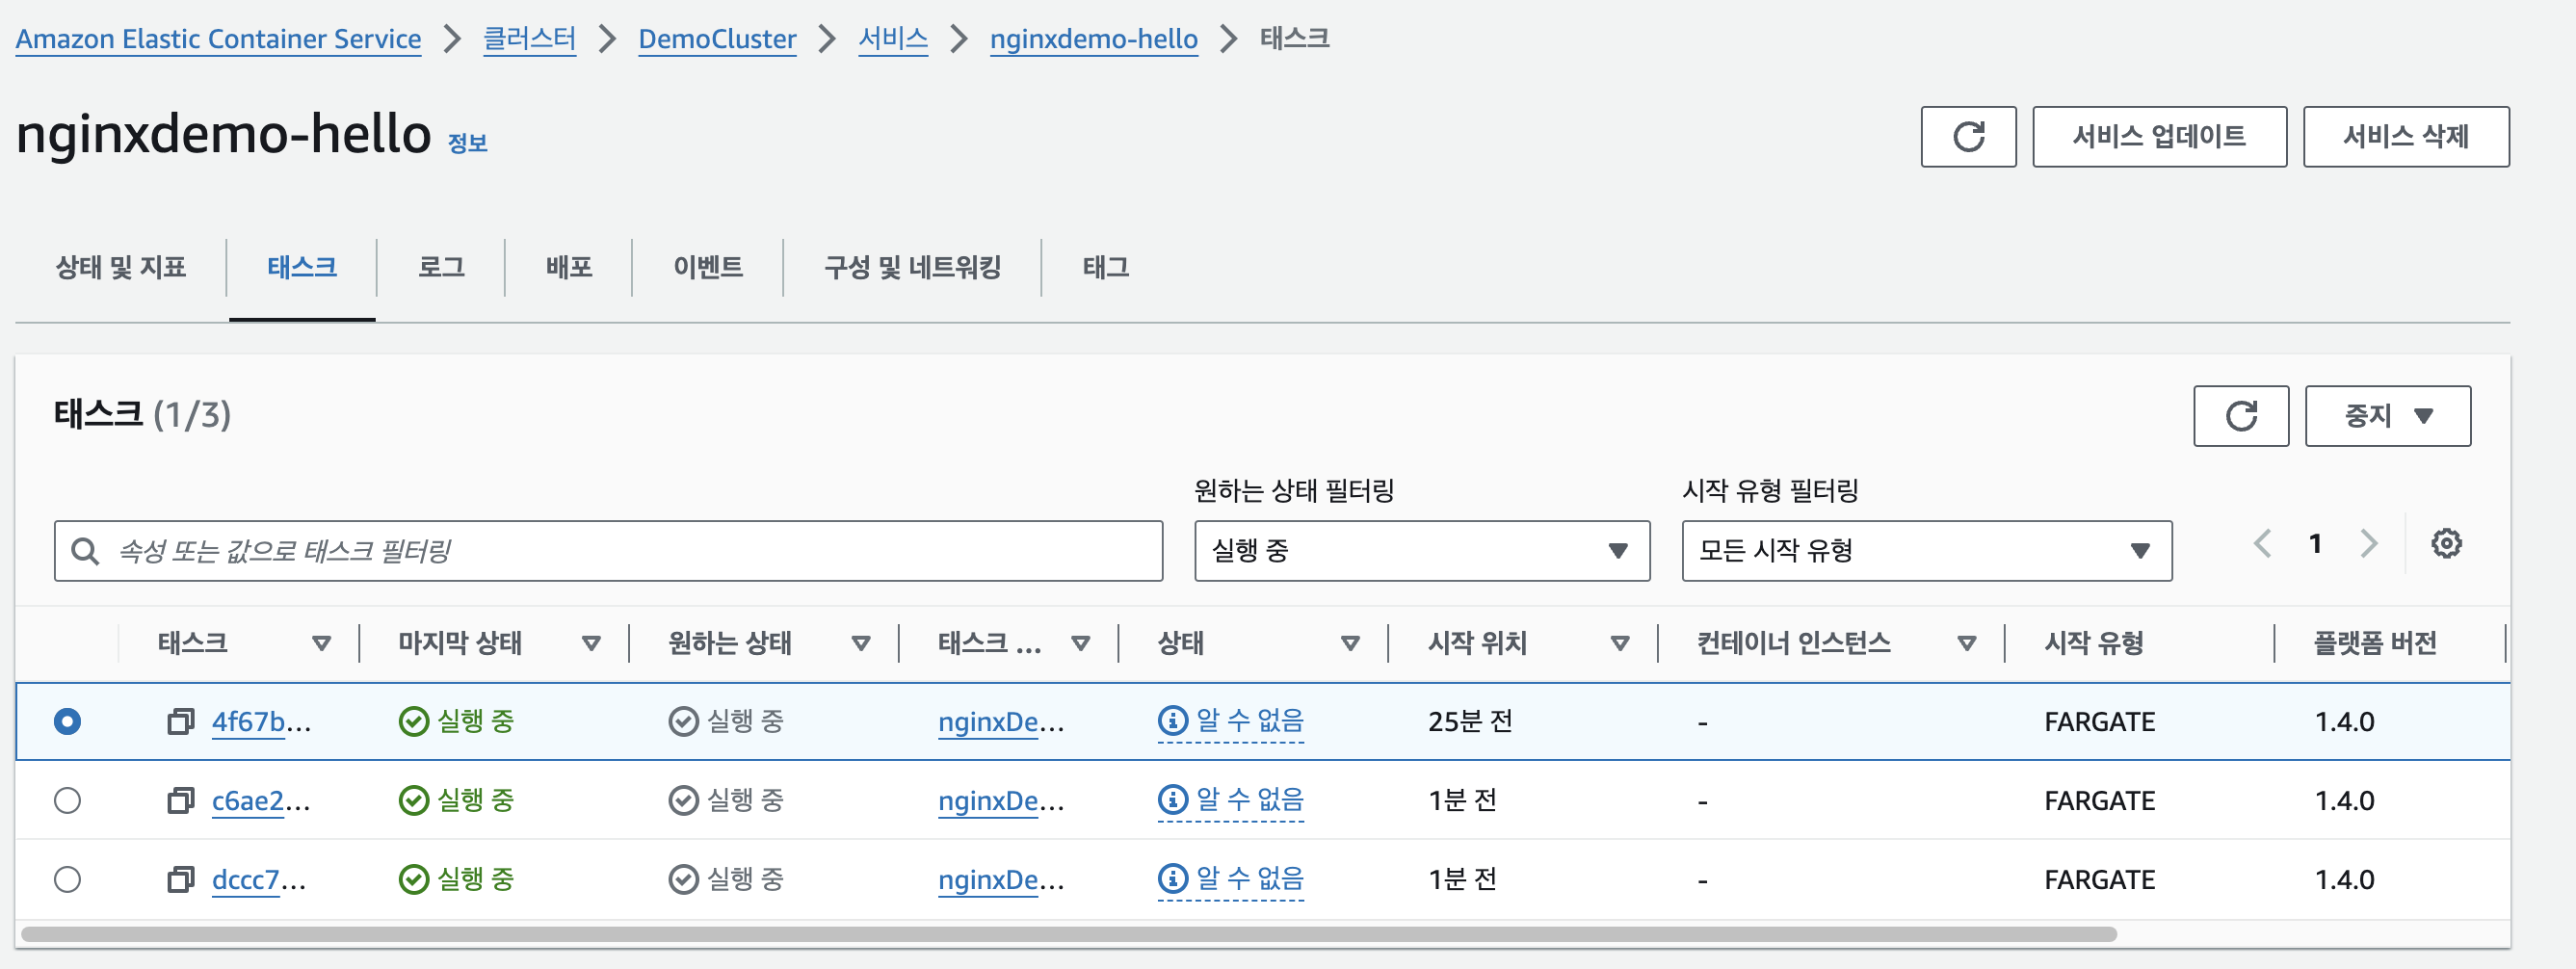 Amazon Elastic Container Service > 클러스터 > DemoCluster > 서비스 > nginxdemo-hello > 태스크
nginxdemo-hello 정보
서비스 업데이트 서비스 삭제
상태 및 지표 태스크 로그 배포 이벤트 구성 및 네트워킹 태그
태스크 (1/3)
중지
원하는 상태 필터링 시작 유형 필터링
속성 또는 값으로 태스크 필터링 실행 중 모든 시작 유형 1
태스크 마지막 상태 원하는 상태 태스크 ... 상태 시작 위치 컨테이너 인스턴스 시작 유형 플랫폼 버전
4f67b... 실행 중 실행 중 nginxDe... 알 수 없음 25분 전 - FARGATE 1.4.0
c6ae2... 실행 중 실행 중 nginxDe... 알 수 없음 1분 전 - FARGATE 1.4.0
dccc7... 실행 중 실행 중 nginxDe... 알 수 없음 1분 전 - FARGATE 1.4.0